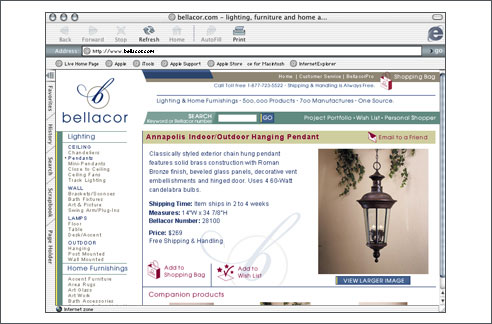 bellacor.com - lighting, furniture and home a...
Back Forward Stop Refresh Home AutoFill Print
Address: http://www.bellacor.com go
Live Home Page Apple iTools Apple Support Apple Store for Macintosh InternetExplorer
Favorites
History
Search
Scrapbook
Page Holder
b
bellacor
Home | Customer Service | BellacorPro Shopping Bag
Call Toll free 1-877-723-5522 - Shipping & Handling is Always Free.
Lighting & Home Furnishings - 500,000 Products - 700 Manufactures - One Source.
SEARCH
Keyword or Bellacor number GO
Project Portfolio • Wish List • Personal Shopper
Lighting
CEILING
Chandeliers
Pendants
Mini-Pendants
Close to Ceiling
Ceiling Fans
Track Lighting
WALL
Brackets/Sconces
Bath Fixtures
Art & Picture
Swing Arm/Plug-Ins
LAMPS
Floor
Table
Desk/Accent
OUTDOOR
Hanging
Post Mounted
Wall Mounted
Home Furnishings
Accent Furniture
Area Rugs
Art Glass
Art Work
Bath Accessories
Annapolis Indoor/Outdoor Hanging Pendant
Email to a Friend
Classically styled exterior chain hung pendant
features solid brass construction with Roman
Bronze finish, beveled glass panels, decorative vent
embellishments and hinged door. Uses 4 60-Watt
candelabra bulbs.
Shipping Time: Item ships in 2 to 4 weeks
Measures: 14"W x 34 7/8"H
Bellacor Number: 28100
Price: $269
Free Shipping & Handling
Add to
Shopping Bag
Add to
Wish List
VIEW LARGER IMAGE
Companion products
Internet zone